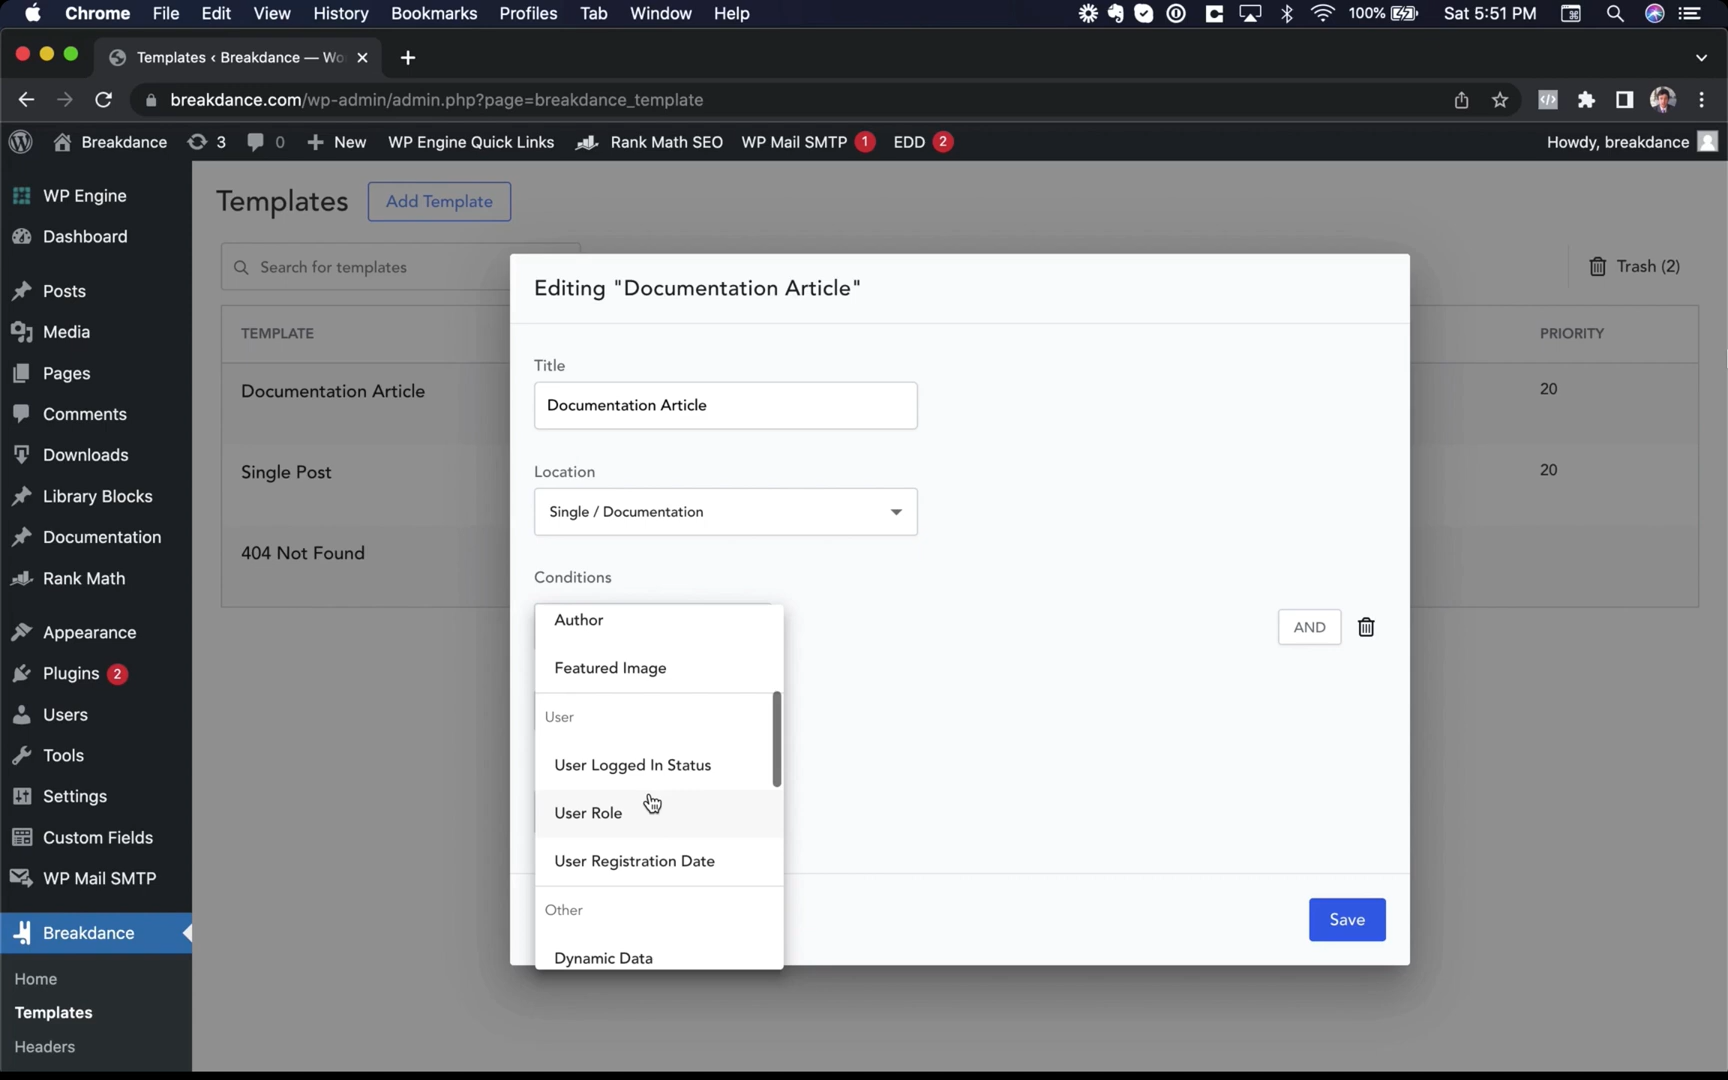 Chrome File Edit View History Bookmarks Profiles Tab Window Help 100% Sat 5:51 PM
Templates ‹ Breakdance — Wo
breakdance.com/wp-admin/admin.php?page=breakdance_template
Breakdance 3 0 New WP Engine Quick Links Rank Math SEO WP Mail SMTP 1 EDD 2 Howdy, breakdance
WP Engine
Dashboard
Posts
Media
Pages
Comments
Downloads
Library Blocks
Documentation
Rank Math
Appearance
Plugins 2
Users
Tools
Settings
Custom Fields
WP Mail SMTP
Breakdance
Home
Templates
Headers
Templates Add Template
Search for templates
Trash (2)
TEMPLATE PRIORITY
Documentation Article 20
Single Post 20
404 Not Found
Editing "Documentation Article"
Title
Documentation Article
Location
Single / Documentation
Conditions
Author
Featured Image
User
User Logged In Status
User Role
User Registration Date
Other
Dynamic Data
AND
Save